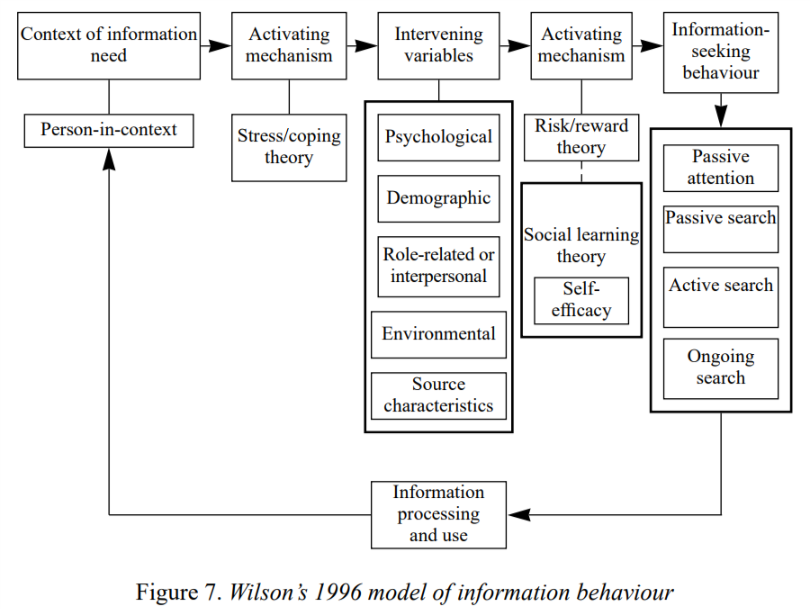 Context of information
need
Activating
mechanism
Intervening
variables
Activating
mechanism
Information-
seeking
behaviour
Person-in-context
Stress/coping
theory
Psychological
Demographic
Role-related or
interpersonal
Environmental
Source
characteristics
Risk/reward
theory
Social learning
theory
Self-
efficacy
Passive
attention
Passive search
Active search
Ongoing
search
Information
processing
and use
Figure 7. Wilson’s 1996 model of information behaviour